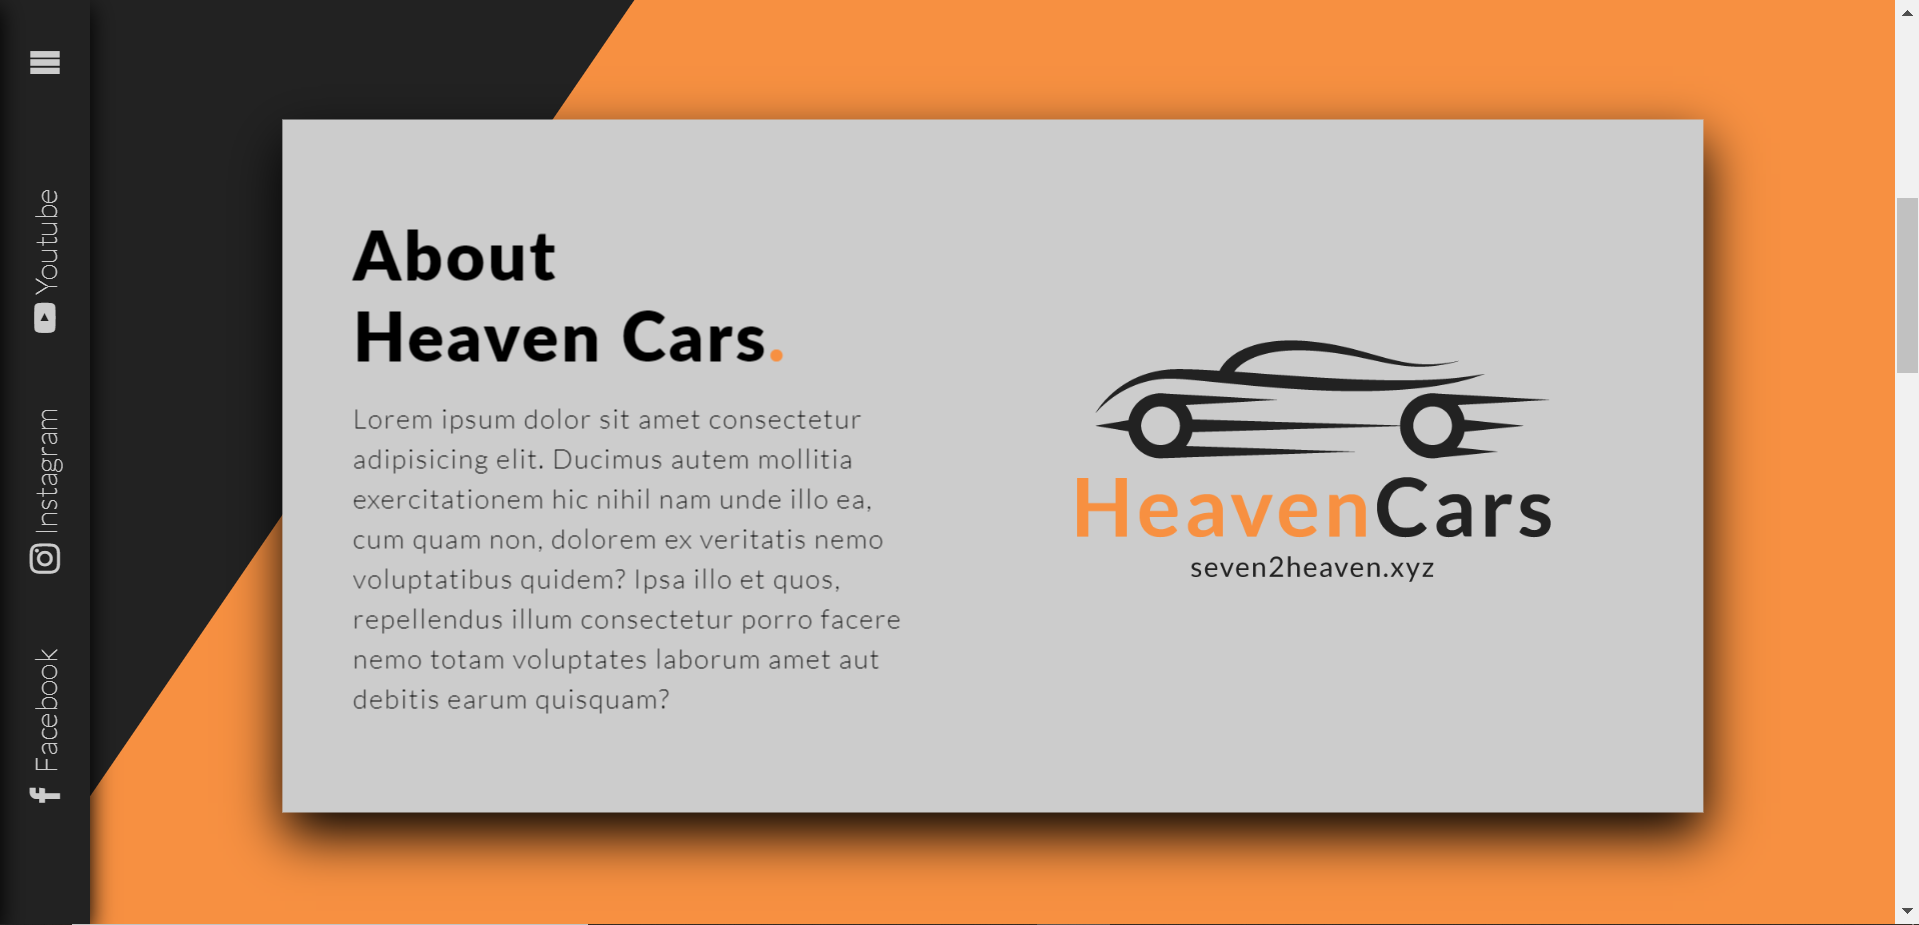 Youtube
Instagram
Facebook
About
Heaven Cars.
Lorem ipsum dolor sit amet consectetur
adipisicing elit. Ducimus autem mollitia
exercitationem hic nihil nam unde illo ea,
cum quam non, dolorem ex veritatis nemo
voluptatibus quidem? Ipsa illo et quos,
repellendus illum consectetur porro facere
nemo totam voluptates laborum amet aut
debitis earum quisquam?
HeavenCars
seven2heaven.xyz